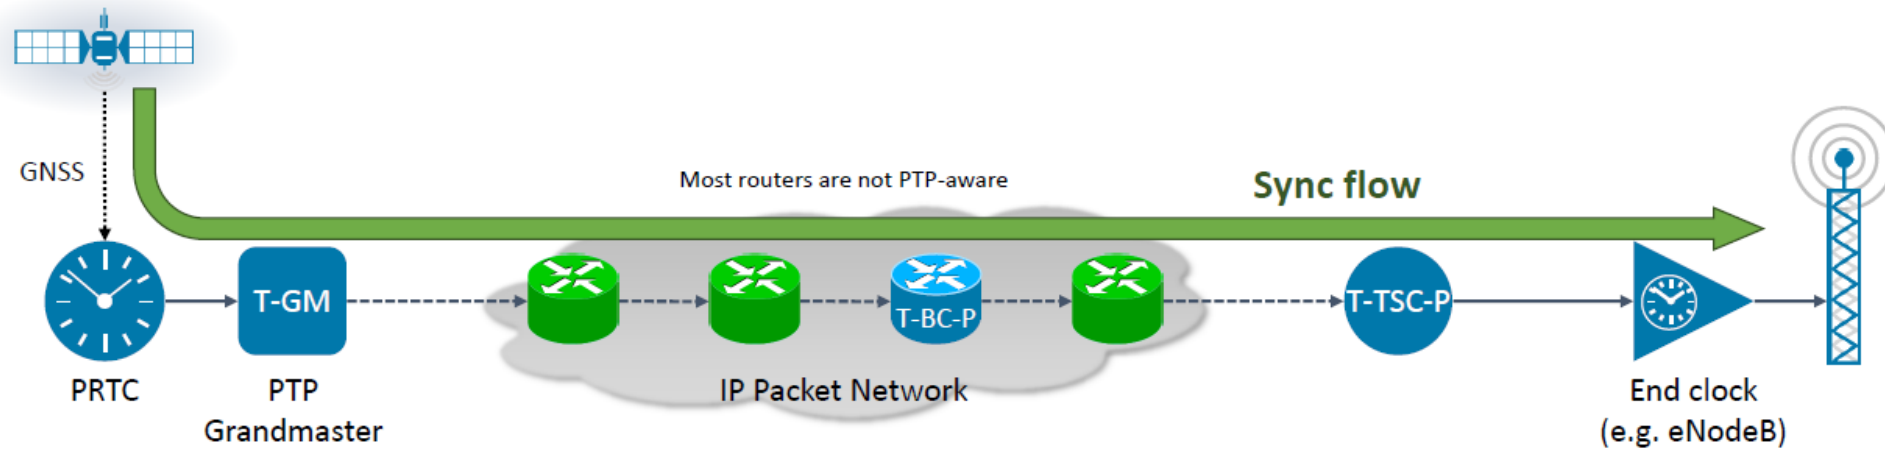 GNSS
Most routers are not PTP-aware
Sync flow
T-GM
T-BC-P
T-TSC-P
PRTC
PTP
Grandmaster
IP Packet Network
End clock
(e.g. eNodeB)